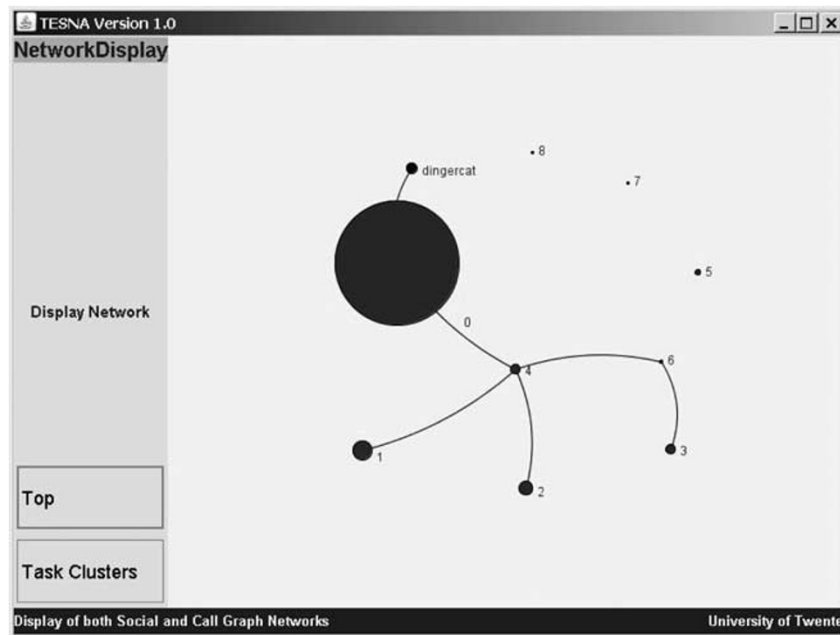 TESNA Version 1.0
NetworkDisplay
8
dingercat
7
5
Display Network
0
6
4
3
1
2
Top
Task Clusters
Display of both Social and Call Graph Networks
University of Twente